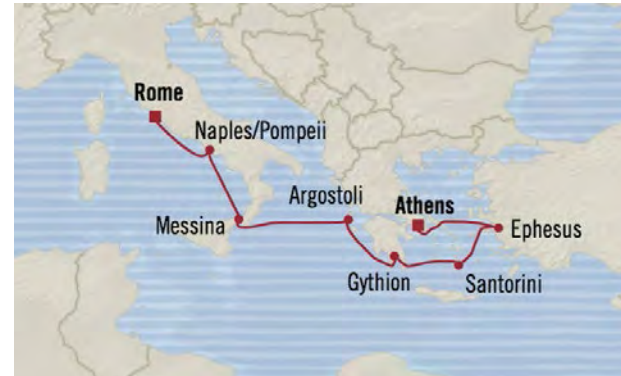 Rome
Naples/Pompeii
Argostoli
Athens
Messina
Ephesus
Gythion
Santorini